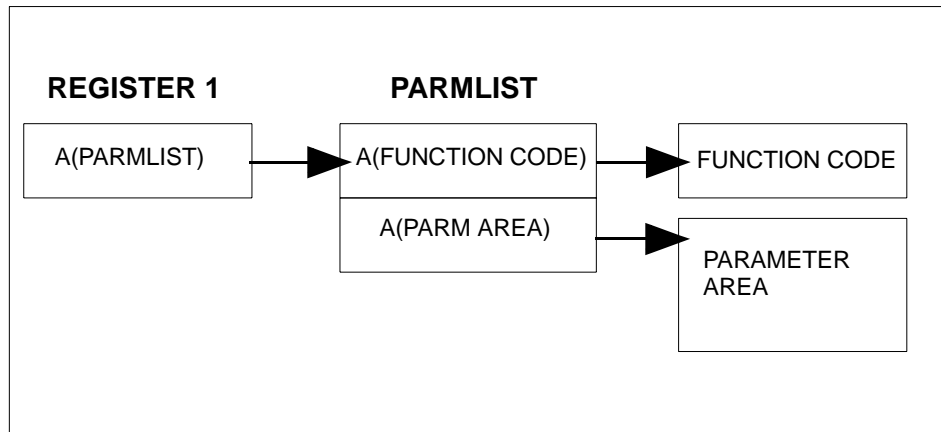 REGISTER 1
PARMLIST
A(PARMLIST)
A(FUNCTION CODE)
FUNCTION CODE
A(PARM AREA)
PARAMETER
AREA